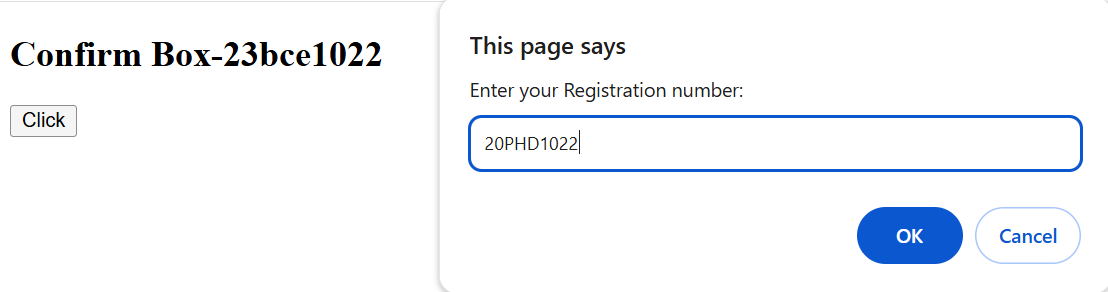 Confirm Box-23bce1022
Click
This page says
Enter your Registration number:
20PHD1022
OK
Cancel